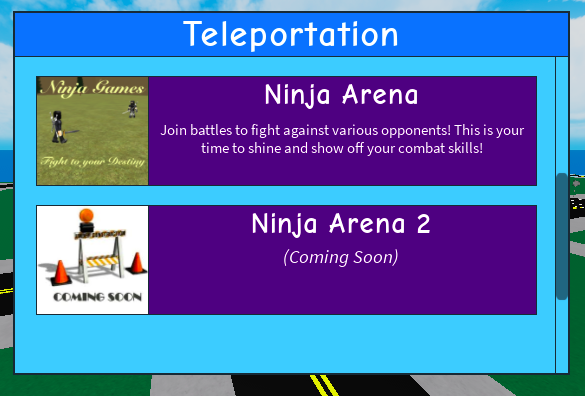 Teleportation
Ninja Games
Fight to your Destiny
Ninja Arena
Join battles to fight against various opponents! This is your
time to shine and show off your combat skills!
COMING SOON
Ninja Arena 2
(Coming Soon)